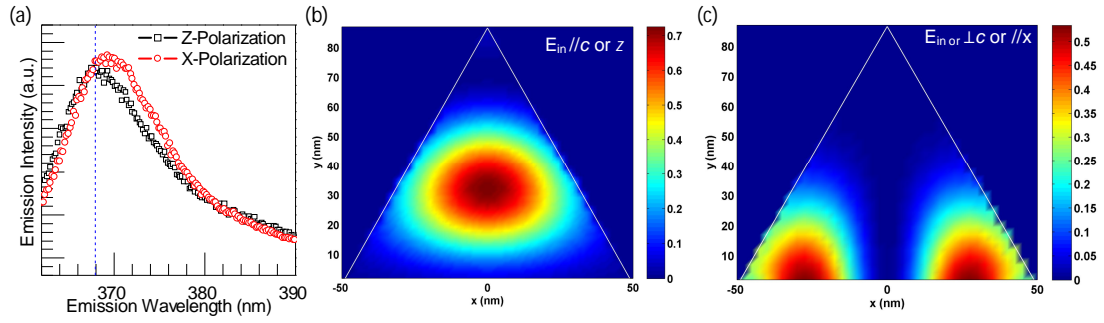 (a)
Z-Polarization
X-Polarization
Emission Intensity (a.u.)
370 380 390
Emission Wavelength (nm)
(b)
E_in //c or z
80
70
60
50
40
30
20
10
y (nm)
-50 0 50
x (nm)
0.7
0.6
0.5
0.4
0.3
0.2
0.1
0
(c)
E_in or ⊥c or //x
80
70
60
50
40
30
20
10
y (nm)
-50 0 50
x (nm)
0.5
0.45
0.4
0.35
0.3
0.25
0.2
0.15
0.1
0.05
0